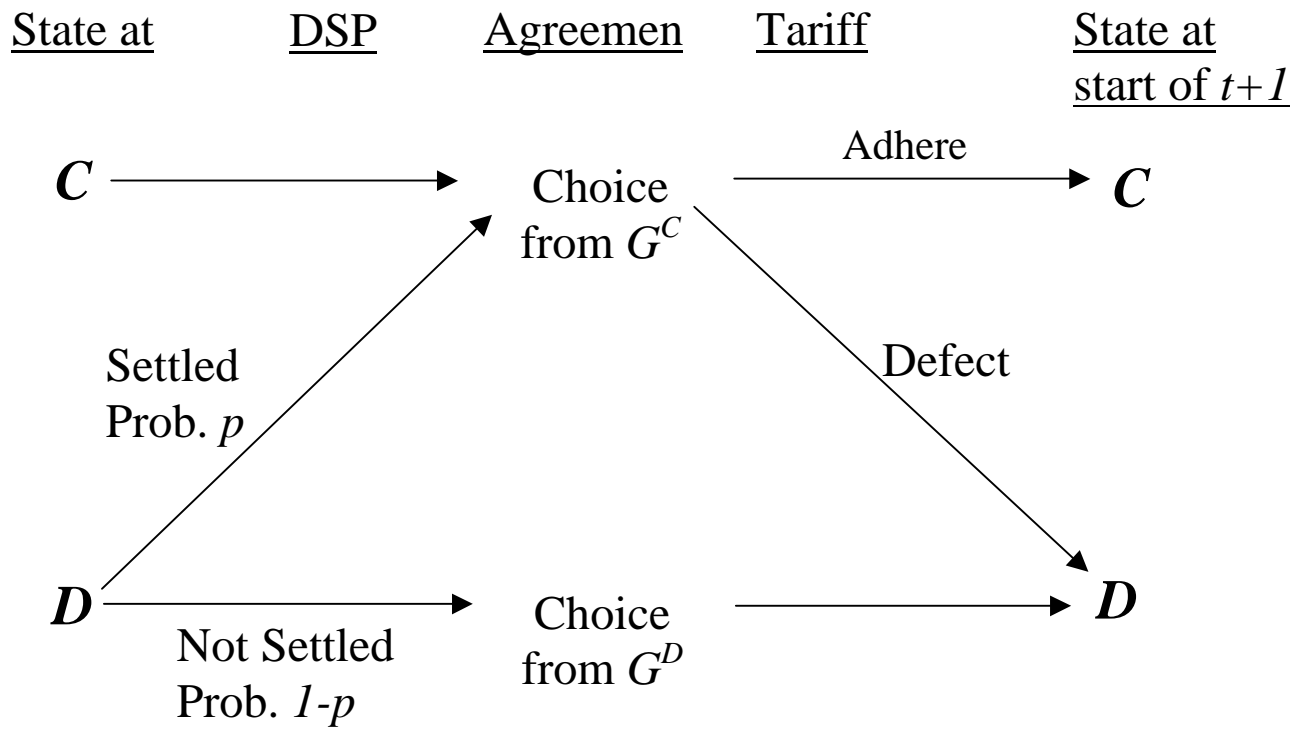 State at DSP Agreemen Tariff State at
start of t+1
Adhere
C Choice C
from G^C
Settled Defect
Prob. p
D Choice D
Not Settled from G^D
Prob. 1-p